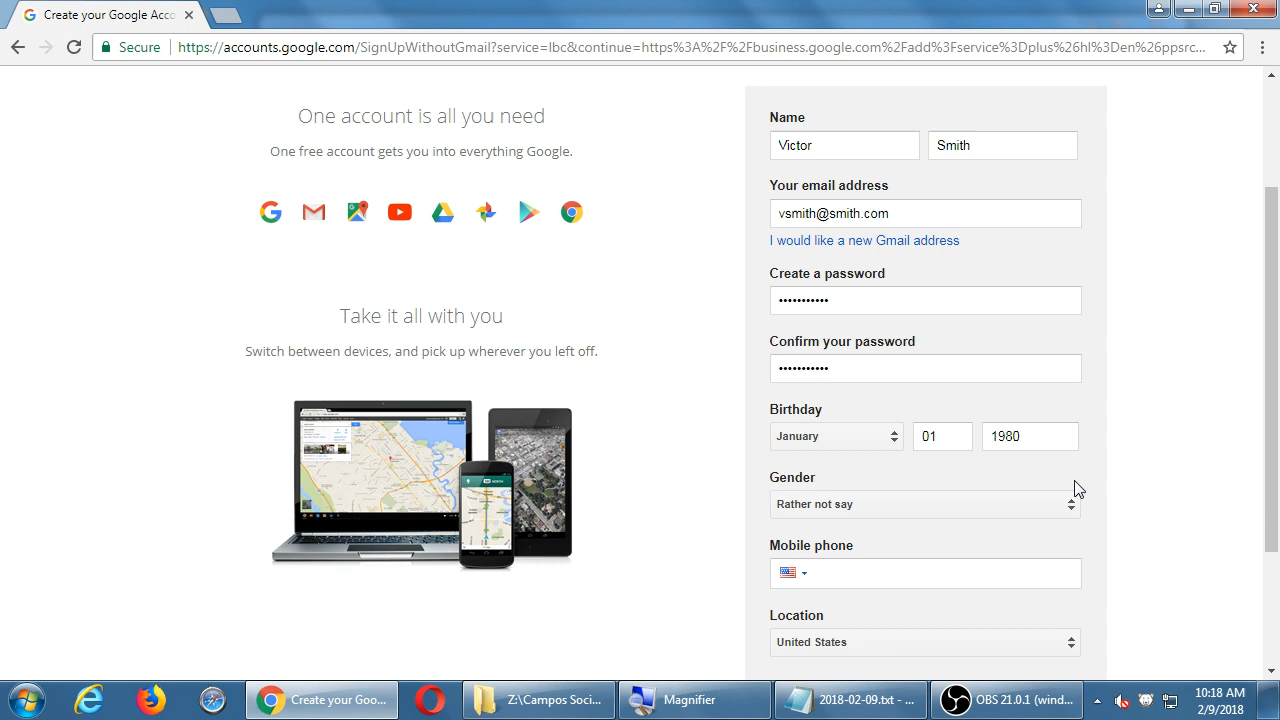 Create your Google Acco
Secure
https://accounts.google.com/SignUpWithoutGmail?service=lbc&continue=https%3A%2F%2Fbusiness.google.com%2Fadd%3Fservice%3Dplus%26hl%3Den%26ppsrc...
One account is all you need
One free account gets you into everything Google.
Take it all with you
Switch between devices, and pick up wherever you left off.
Name
Victor Smith
Your email address
vsmith@smith.com
I would like a new Gmail address
Create a password
•••••••••••
Confirm your password
•••••••••••
Birthday
January 01
Gender
Rather not say
Mobile phone
Location
United States
Create your Goo...
Z:\Campos Soci...
Magnifier
2018-02-09.txt - ...
OBS 21.0.1 (wind...
10:18 AM
2/9/2018